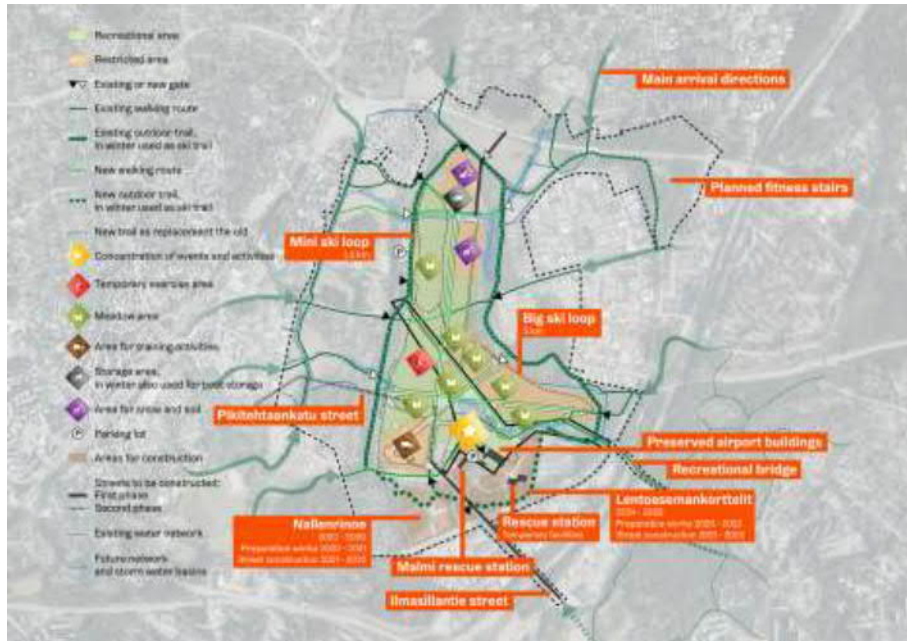 Recreational area
Restricted area
Existing or new gate
Existing walking route
Existing outdoor trail,
in winter used as ski trail
New walking route
New outdoor trail,
in winter used as ski trail
New trail as replacement the old
Concentration of events and activities
Temporary exercise area
Meadow area
Area for training activities
Storage area,
in winter also used for boat storage
Area for snow and soil
Parking lot
Areas for construction
Streets to be constructed:
First phase
Second phase
Existing water network
Future network
and storm water basins
Main arrival directions
Planned fitness stairs
Mini ski loop
Big ski loop
Pikitehtaankatu street
Preserved airport buildings
Recreational bridge
Nallenrinne
Rescue station
Temporary facilities
Lentoasemankorttelit
Malmi rescue station
Ilmasillantie street